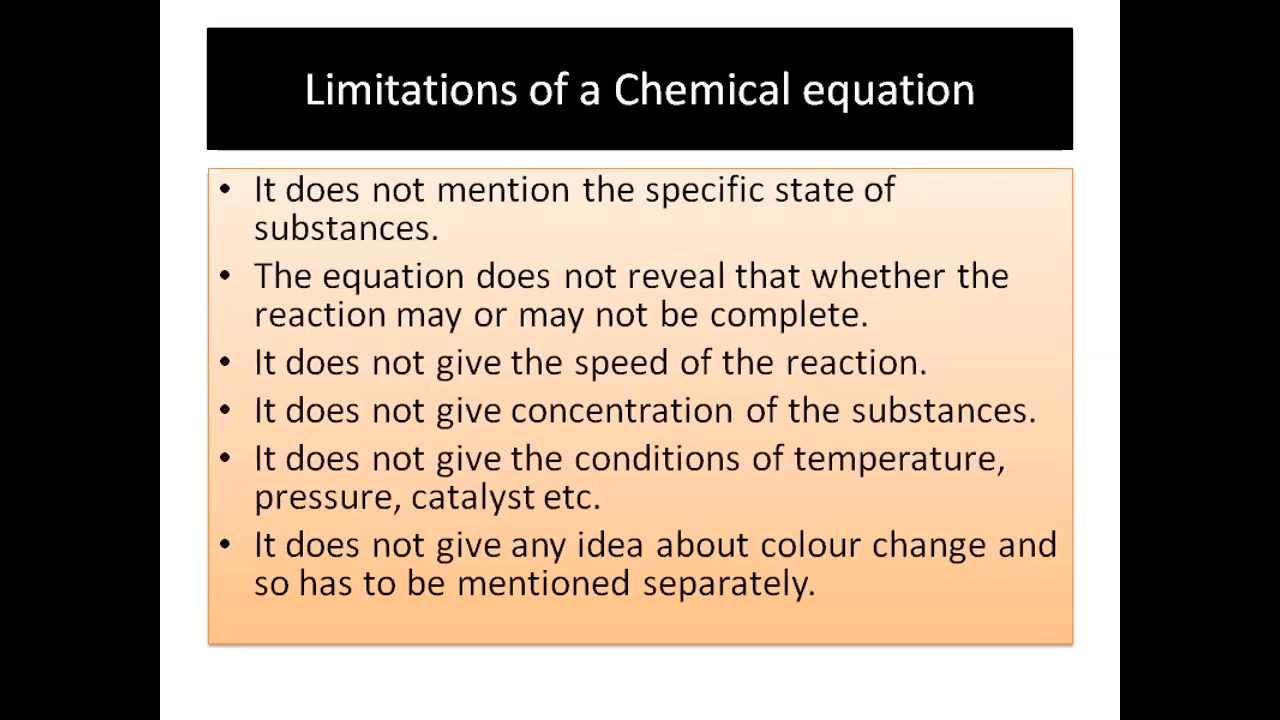 Limitations of a Chemical equation
• It does not mention the specific state of
substances.
• The equation does not reveal that whether the
reaction may or may not be complete.
• It does not give the speed of the reaction.
• It does not give concentration of the substances.
• It does not give the conditions of temperature,
pressure, catalyst etc.
• It does not give any idea about colour change and
so has to be mentioned separately.